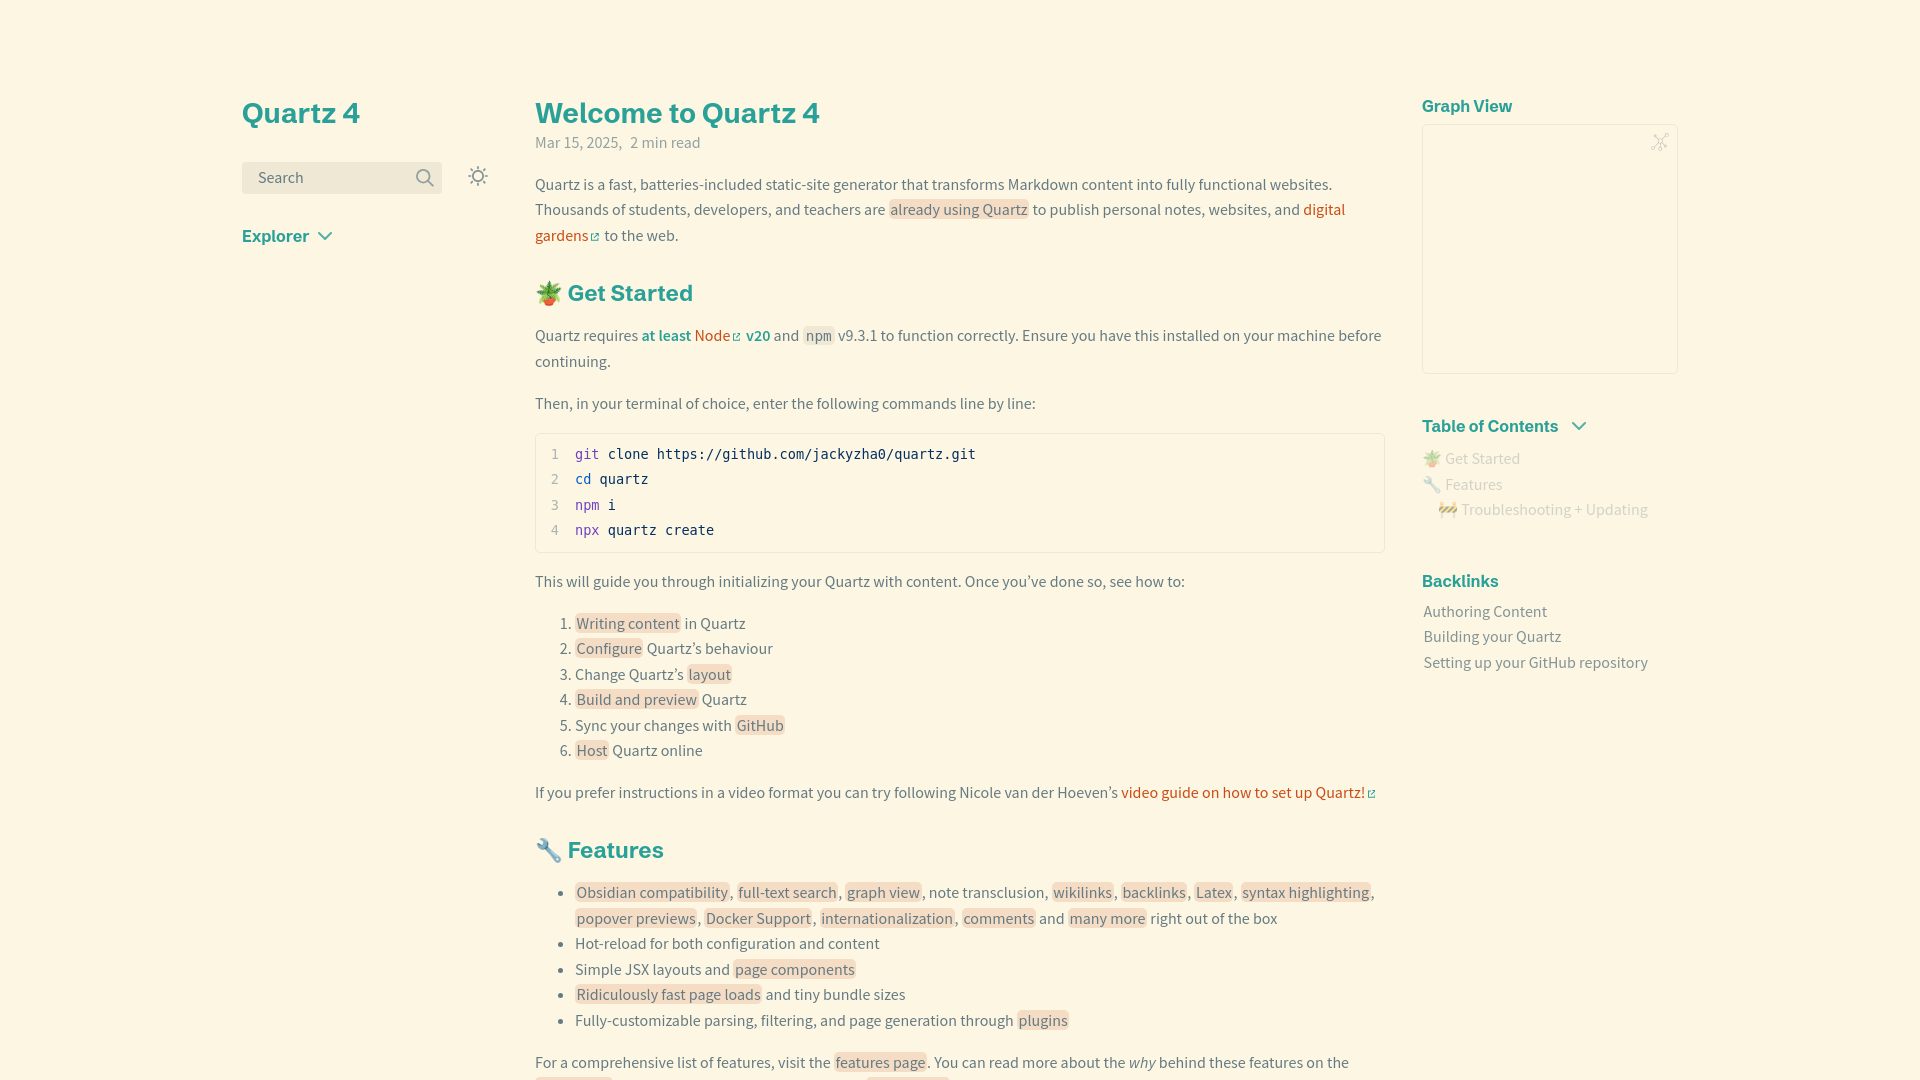 Quartz 4
Search
Explorer
Welcome to Quartz 4
Mar 15, 2025, 2 min read
Quartz is a fast, batteries-included static-site generator that transforms Markdown content into fully functional websites.
Thousands of students, developers, and teachers are already using Quartz to publish personal notes, websites, and digital
gardens to the web.
🪴 Get Started
Quartz requires at least Node v20 and npm v9.3.1 to function correctly. Ensure you have this installed on your machine before
continuing.
Then, in your terminal of choice, enter the following commands line by line:
1 git clone https://github.com/jackyzha0/quartz.git
2 cd quartz
3 npm i
4 npx quartz create
This will guide you through initializing your Quartz with content. Once you’ve done so, see how to:
1. Writing content in Quartz
2. Configure Quartz’s behaviour
3. Change Quartz’s layout
4. Build and preview Quartz
5. Sync your changes with GitHub
6. Host Quartz online
If you prefer instructions in a video format you can try following Nicole van der Hoeven’s video guide on how to set up Quartz!
🔧 Features
• Obsidian compatibility, full-text search, graph view, note transclusion, wikilinks, backlinks, Latex, syntax highlighting,
popover previews, Docker Support, internationalization, comments and many more right out of the box
• Hot-reload for both configuration and content
• Simple JSX layouts and page components
• Ridiculously fast page loads and tiny bundle sizes
• Fully-customizable parsing, filtering, and page generation through plugins
For a comprehensive list of features, visit the features page. You can read more about the why behind these features on the
Graph View
Table of Contents
🪴 Get Started
🔧 Features
🚧 Troubleshooting + Updating
Backlinks
Authoring Content
Building your Quartz
Setting up your GitHub repository